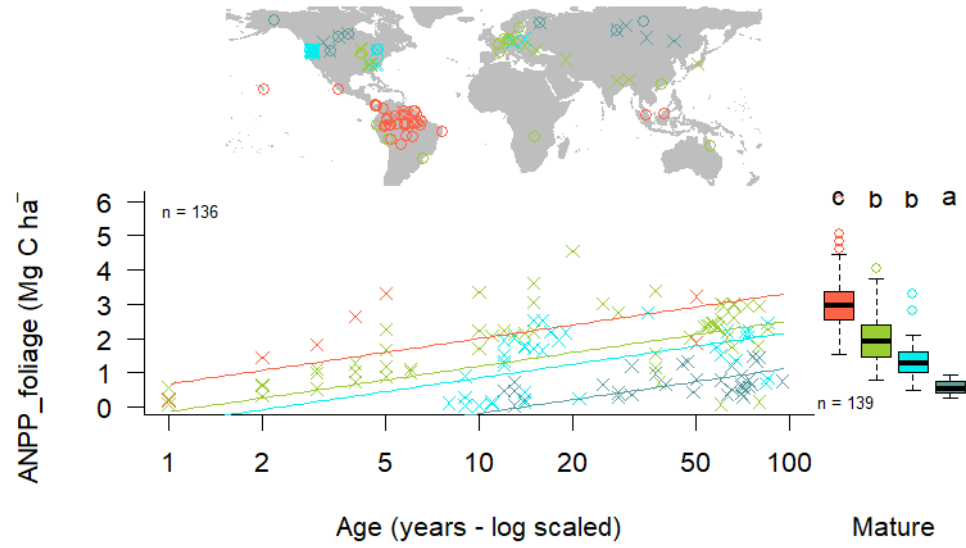 n = 136
ANPP_foliage (Mg C ha⁻
6
5
4
3
2
1
0
1 2 5 10 20 50 100
Age (years - log scaled)
c b b a
n = 139
Mature